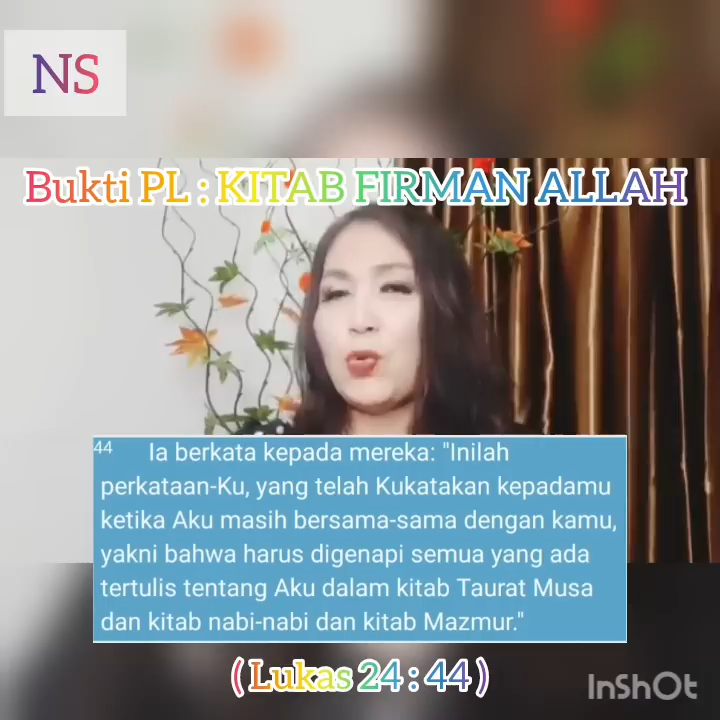 NS
Bukti PL : KITAB FIRMAN ALLAH
44 Ia berkata kepada mereka: "Inilah
perkataan-Ku, yang telah Kukatakan kepadamu
ketika Aku masih bersama-sama dengan kamu,
yakni bahwa harus digenapi semua yang ada
tertulis tentang Aku dalam kitab Taurat Musa
dan kitab nabi-nabi dan kitab Mazmur."
( Lukas 24 : 44 )
InShOt